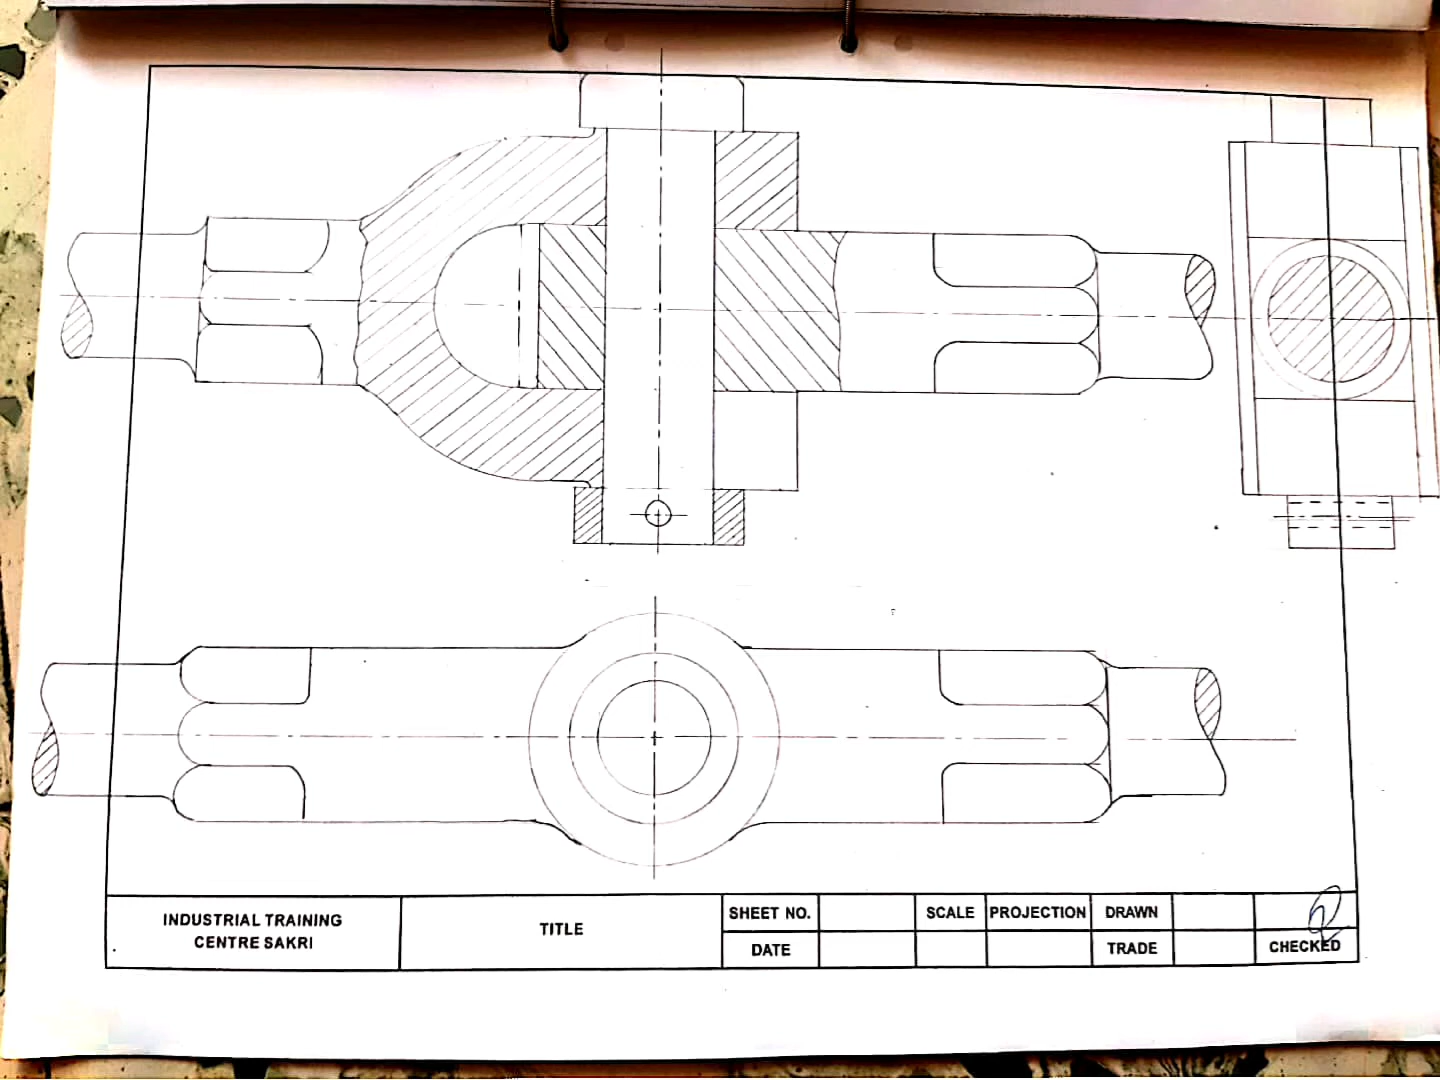 INDUSTRIAL TRAINING
CENTRE SAKRI
TITLE
SHEET NO.
SCALE
PROJECTION
DRAWN
DATE
TRADE
CHECKED